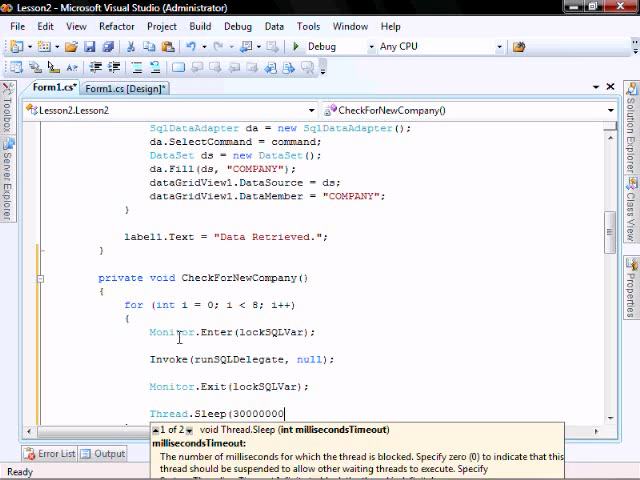 Lesson2 - Microsoft Visual Studio (Administrator)
File Edit View Refactor Project Build Debug Data Tools Window Help
Debug Any CPU
Form1.cs* Form1.cs [Design]*
Lesson2.Lesson2 CheckForNewCompany()
SqlDataAdapter da = new SqlDataAdapter();
da.SelectCommand = command;
DataSet ds = new DataSet();
da.Fill(ds, "COMPANY");
dataGridView1.DataSource = ds;
dataGridView1.DataMember = "COMPANY";
}
label1.Text = "Data Retrieved.";
}
private void CheckForNewCompany()
{
for (int i = 0; i < 8; i++)
{
Monitor.Enter(lockSQLVar);
Invoke(runSQLDelegate, null);
Monitor.Exit(lockSQLVar);
Thread.Sleep(30000000
1 of 2 void Thread.Sleep (int millisecondsTimeout)
millisecondsTimeout:
The number of milliseconds for which the thread is blocked. Specify zero (0) to indicate that this
thread should be suspended to allow other waiting threads to execute. Specify
Error List Output
Ready
Toolbox
Server Explorer
Solution Explorer
Class View
Properties